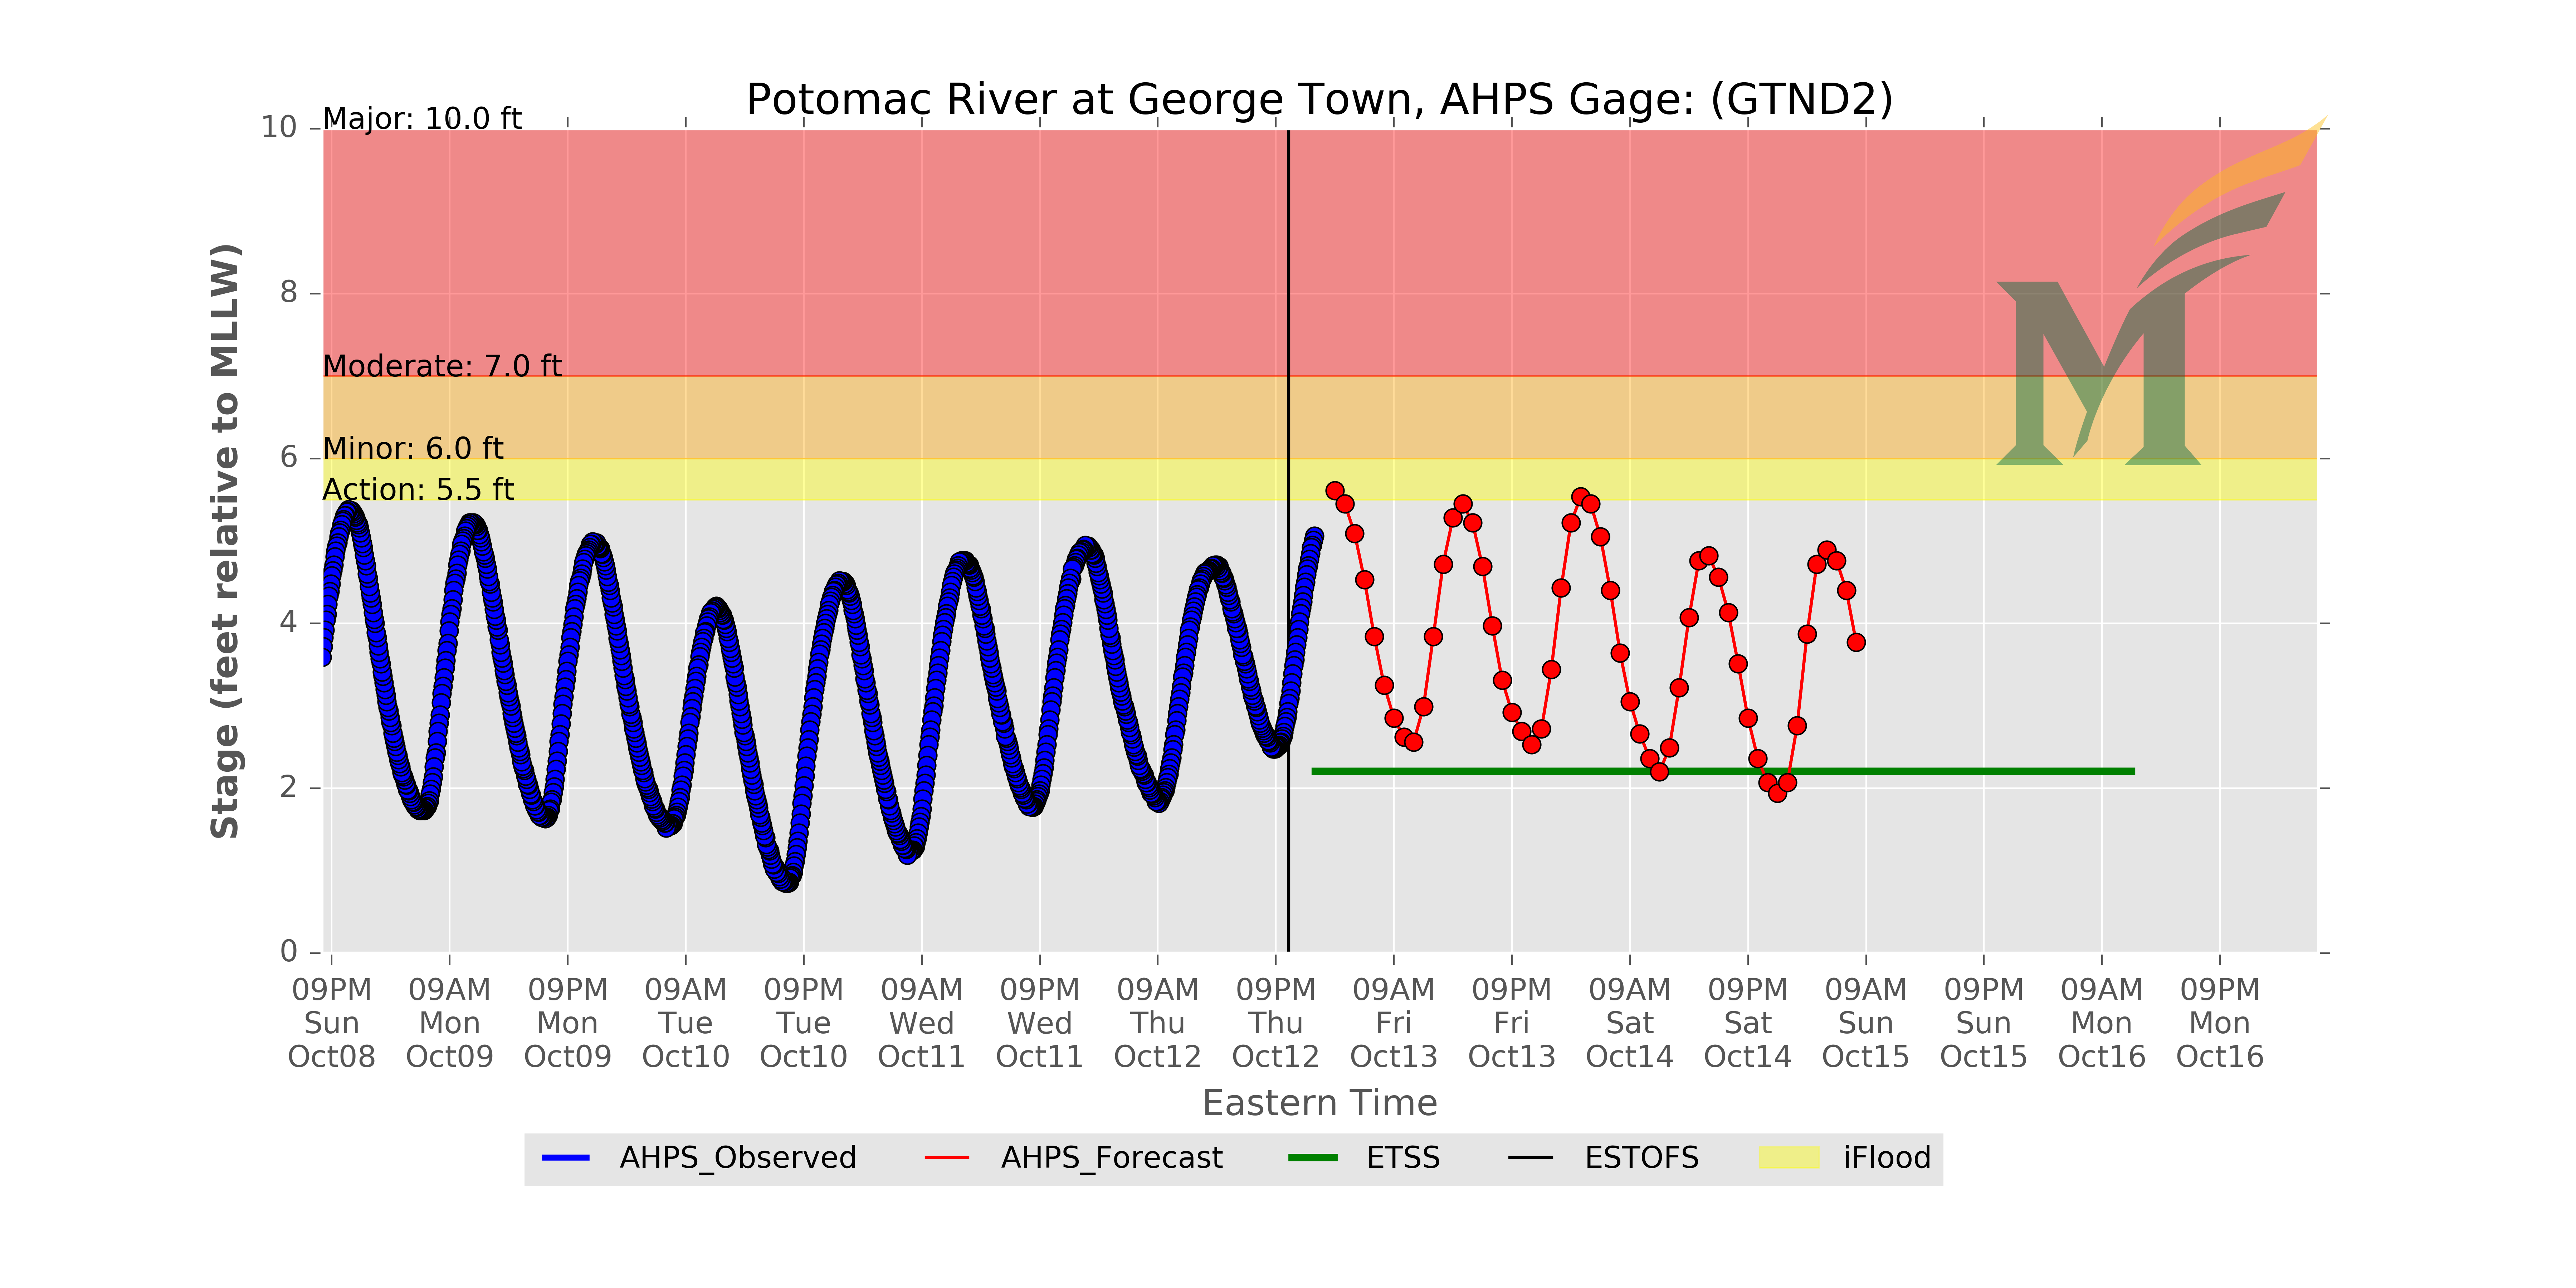 Potomac River at George Town, AHPS Gage: (GTND2)
Major: 10.0 ft
Moderate: 7.0 ft
Minor: 6.0 ft
Action: 5.5 ft
Stage (feet relative to MLLW)
10
8
6
4
2
0
09PM 09AM 09PM 09AM 09PM 09AM 09PM 09AM 09PM 09AM 09PM 09AM 09PM 09AM 09PM 09AM 09PM
Sun Mon Mon Tue Tue Wed Wed Thu Thu Fri Fri Sat Sat Sun Sun Mon Mon
Oct08 Oct09 Oct09 Oct10 Oct10 Oct11 Oct11 Oct12 Oct12 Oct13 Oct13 Oct14 Oct14 Oct15 Oct15 Oct16 Oct16
Eastern Time
AHPS_Observed AHPS_Forecast ETSS ESTOFS iFlood
M